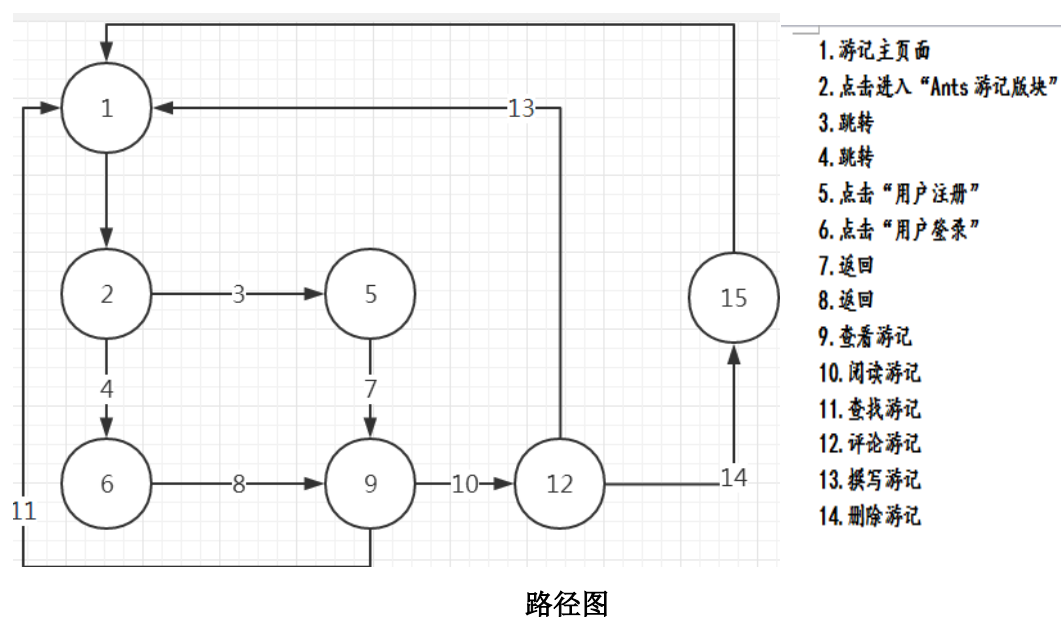 1
13
2
3
5
15
4
7
6
8
9
10
12
14
11
1.游记主页面
2.点击进入“Ants 游记版块”
3.跳转
4.跳转
5.点击“用户注册”
6.点击“用户登录”
7.返回
8.返回
9.查看游记
10.阅读游记
11.查找游记
12.评论游记
13.撰写游记
14.删除游记
路径图